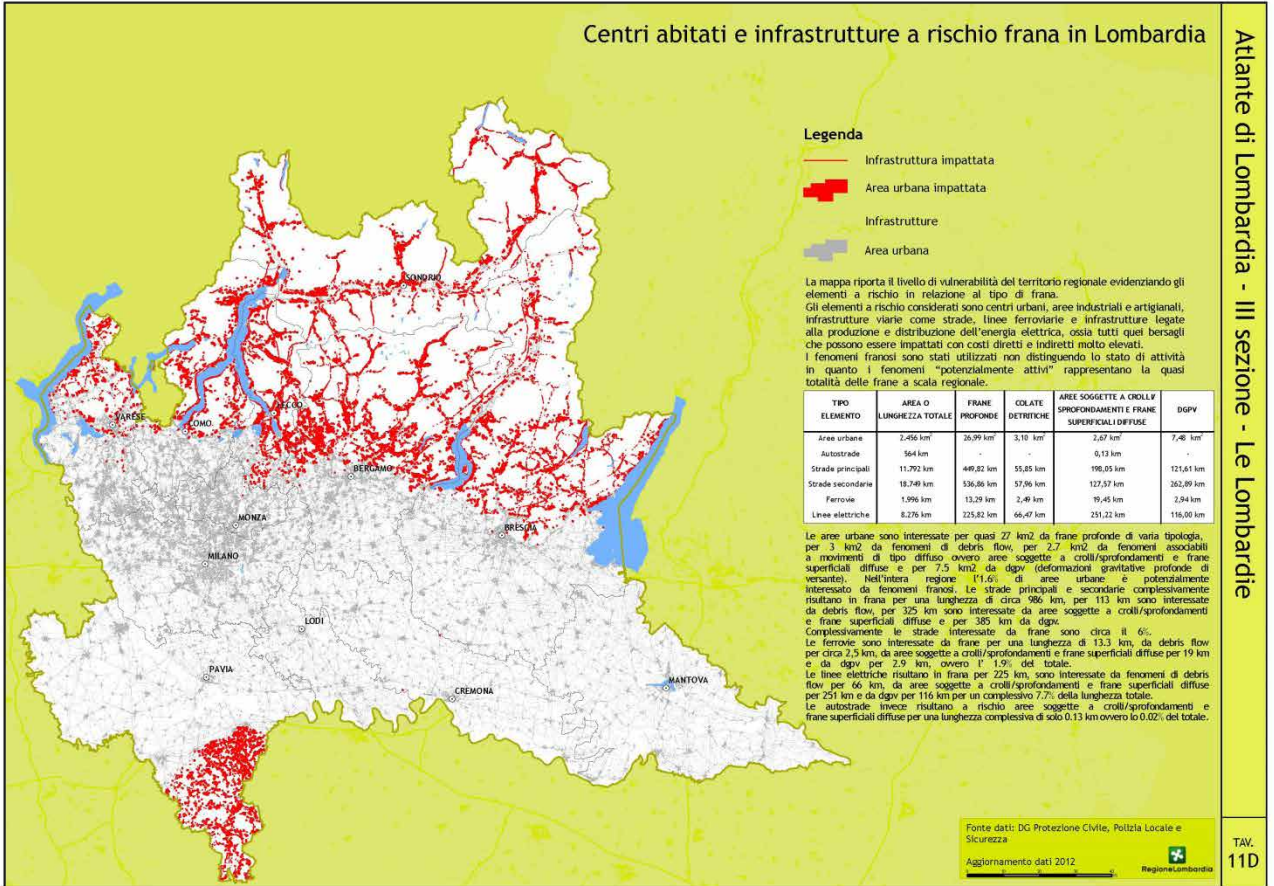 Centri abitati e infrastrutture a rischio frana in Lombardia
Atlante di Lombardia - III sezione - Le Lombardie
Legenda
Infrastruttura impattata
Area urbana impattata
Infrastrutture
Area urbana
La mappa riporta il livello di vulnerabilità del territorio regionale evidenziando gli
elementi a rischio in relazione al tipo di frana.
Gli elementi a rischio considerati sono centri urbani, aree industriali e artigianali,
infrastrutture viarie come strade, linee ferroviarie e infrastrutture legate
alla produzione e distribuzione dell'energia elettrica, ossia tutti quei bersagli
che possono essere impattati con costi diretti e indiretti molto elevati.
I fenomeni franosi sono stati utilizzati non distinguendo lo stato di attività
in quanto i fenomeni "potenzialmente attivi" rappresentano la quasi
totalità delle frane a scala regionale.
TIPO ELEMENTO AREA O LUNGHEZZA TOTALE FRANE PROFONDE COLATE DETRITICHE AREE SOGGETTE A CROLLI/ SPROFONDAMENTI E FRANE SUPERFICIALI DIFFUSE DGPV
Aree urbane 2.456 km² 26,99 km² 3,10 km² 2,67 km² 7,48 km²
Autostrade 564 km - - 0,13 km -
Strade principali 11.792 km 449,82 km 55,85 km 198,05 km 121,61 km
Strade secondarie 18.749 km 536,86 km 57,96 km 127,57 km 262,89 km
Ferrovie 1.996 km 13,29 km 2,49 km 19,45 km 2,94 km
Linee elettriche 8.276 km 225,82 km 66,47 km 251,22 km 116,00 km
Le aree urbane sono interessate per quasi 27 km2 da frane profonde di varia tipologia,
per 3 km2 da fenomeni di debris flow, per 2.7 km2 da fenomeni associabili
a movimenti di tipo diffuso ovvero aree soggette a crolli/sprofondamenti e frane
superficiali diffuse e per 7.5 km2 da dgpv (deformazioni gravitative profonde di
versante). Nell'intera regione l'1.6% di aree urbane è potenzialmente
interessato da fenomeni franosi. Le strade principali e secondarie complessivamente
risultano in frana per una lunghezza di circa 986 km, per 113 km sono interessate
da debris flow, per 325 km sono interessate da aree soggette a crolli/sprofondamenti
e frane superficiali diffuse e per 385 km da dgpv.
Complessivamente le strade interessate da frane sono circa il 6%.
Le ferrovie sono interessate da frane per una lunghezza di 13.3 km, da debris flow
per circa 2,5 km, da aree soggette a crolli/sprofondamenti e frane superficiali diffuse per 19 km
e da dgpv per 2.9 km, ovvero l' 1.9% del totale.
Le linee elettriche risultano in frana per 225 km, sono interessate da fenomeni di debris
flow per 66 km, da aree soggette a crolli/sprofondamenti e frane superficiali diffuse
per 251 km e da dgpv per 116 km per un complessivo 7.7% della lunghezza totale.
Le autostrade invece risultano a rischio aree soggette a crolli/sprofondamenti e
frane superficiali diffuse per una lunghezza complessiva di solo 0.13 km ovvero lo 0.02% del totale.
SONDRIO
LECCO
VARESE
COMO
BERGAMO
BRESCIA
MONZA
MILANO
LODI
PAVIA
CREMONA
MANTOVA
Fonte dati: DG Protezione Civile, Polizia Locale e
Sicurezza
Aggiornamento dati 2012
RegioneLombardia
TAV.
11D